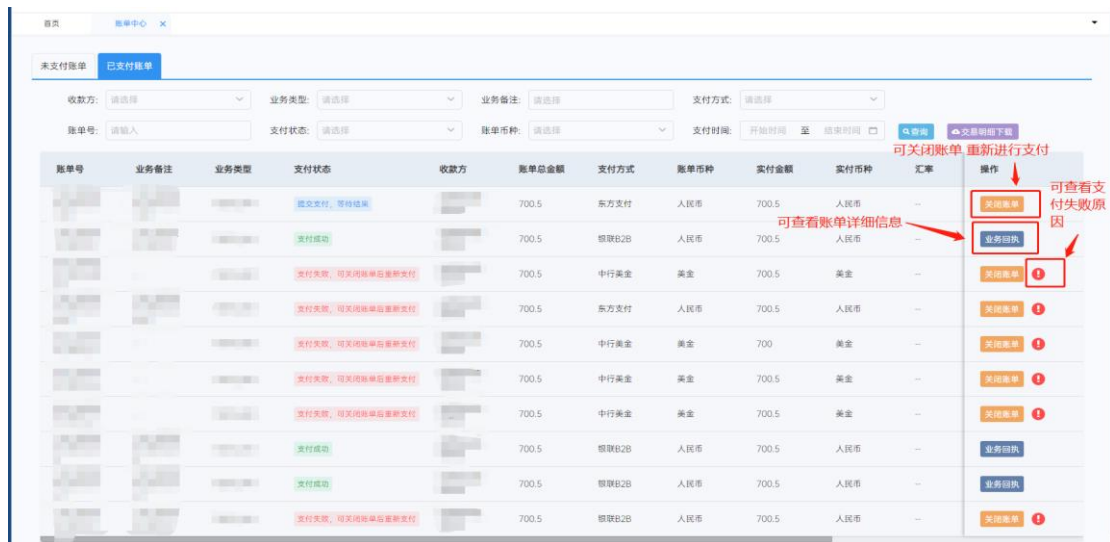 首页 账单中心 ×
未支付账单 已支付账单
收款方: 请选择 业务类型: 请选择 业务备注: 请选择 支付方式: 请选择
账单号: 请输入 支付状态: 请选择 账单币种: 请选择 支付时间: 开始时间 至 结束时间 查询 交易明细下载
可关闭账单 重新进行支付
账单号 业务备注 业务类型 支付状态 收款方 账单总金额 支付方式 账单币种 实付金额 实付币种 汇率 操作
可查看支付失败原因
提交支付, 等待结果 700.5 东方支付 人民币 700.5 人民币 -- 关闭账单
可查看账单详细信息
支付成功 700.5 银联B2B 人民币 700.5 人民币 -- 业务回执
支付失败, 可关闭账单后重新支付 700.5 中行美金 美金 700.5 美金 -- 关闭账单
支付失败, 可关闭账单后重新支付 700.5 东方支付 人民币 700.5 人民币 -- 关闭账单
支付失败, 可关闭账单后重新支付 700.5 中行美金 美金 700 美金 -- 关闭账单
支付失败, 可关闭账单后重新支付 700.5 中行美金 美金 700.5 美金 -- 关闭账单
支付失败, 可关闭账单后重新支付 700.5 中行美金 美金 700.5 美金 -- 关闭账单
支付成功 700.5 银联B2B 人民币 700.5 人民币 -- 业务回执
支付成功 700.5 银联B2B 人民币 700.5 人民币 -- 业务回执
支付失败, 可关闭账单后重新支付 700.5 银联B2B 人民币 700.5 人民币 -- 关闭账单